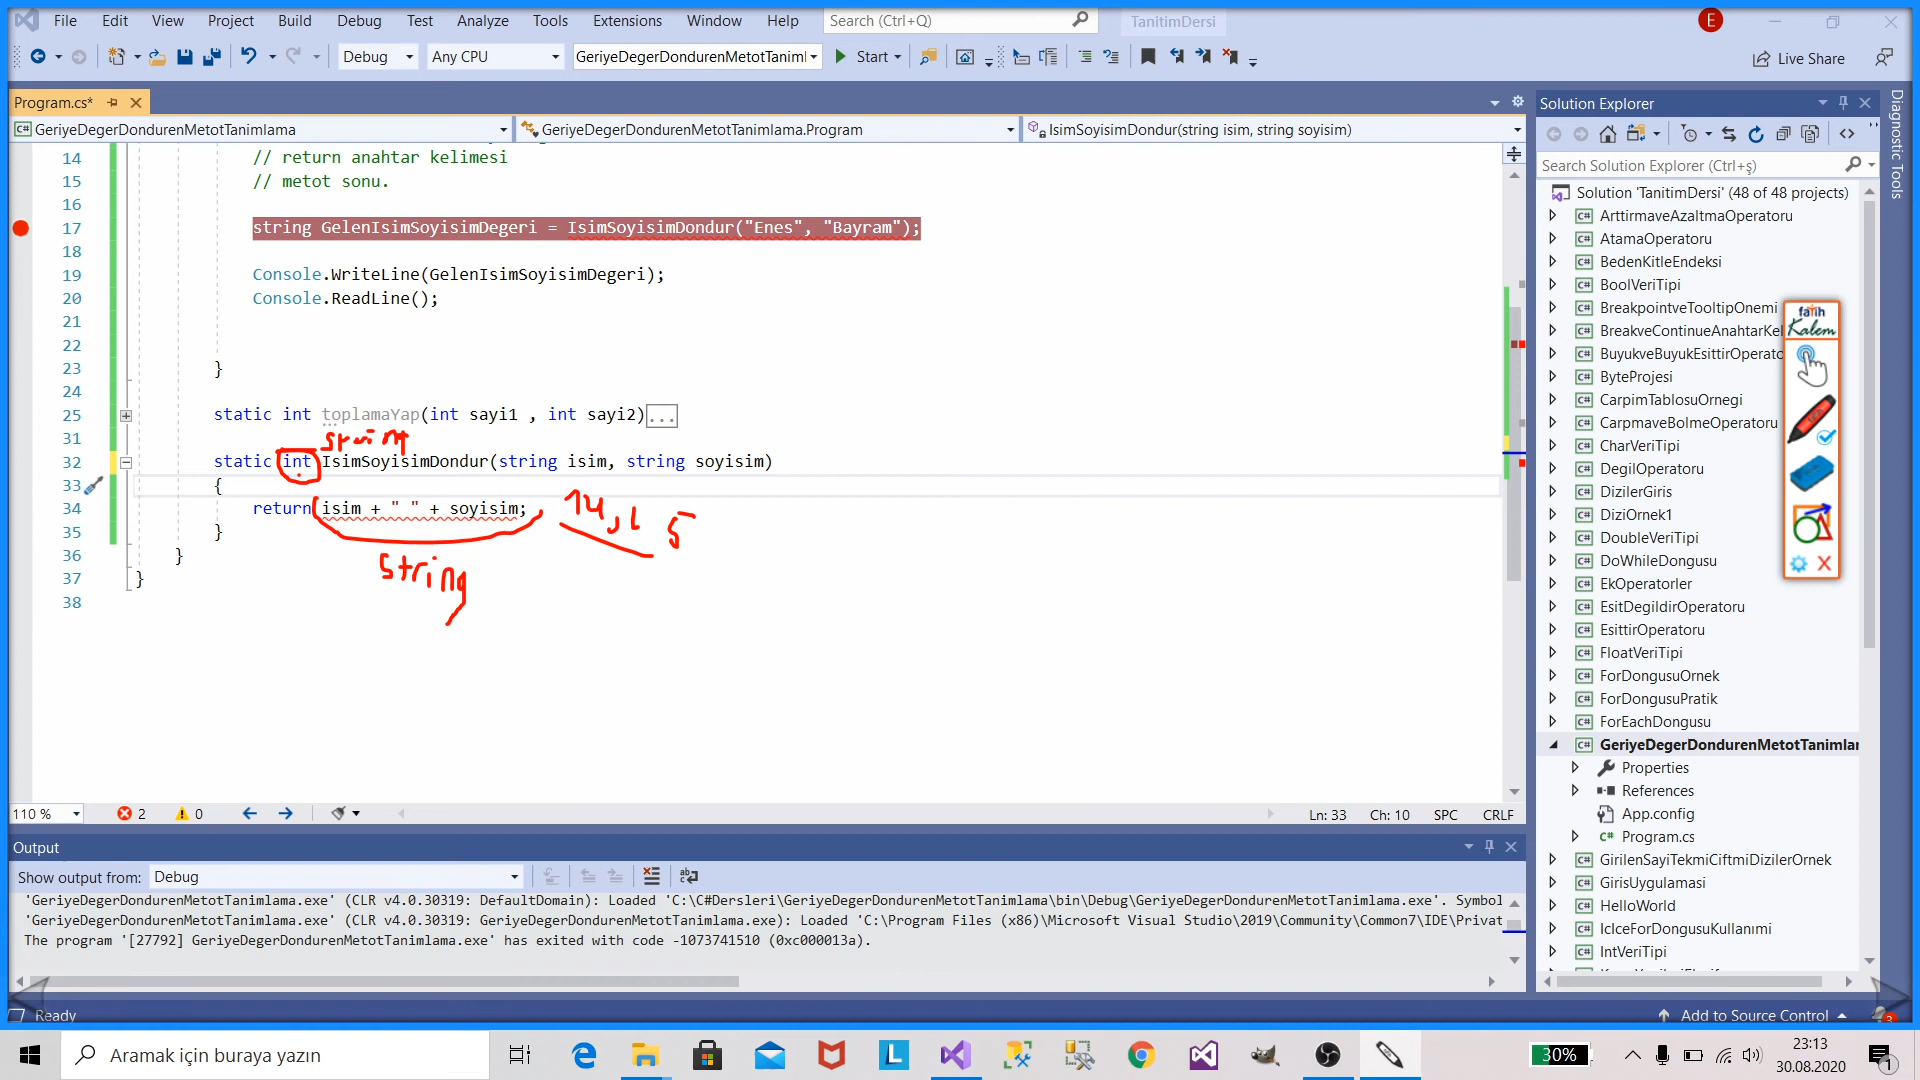 File Edit View Project Build Debug Test Analyze Tools Extensions Window Help Search (Ctrl+Q) TanitimDersi E
Debug Any CPU GeriyeDegerDondurenMetotTaniml Start Live Share
Program.cs*
GeriyeDegerDondurenMetotTanimlama GeriyeDegerDondurenMetotTanimlama.Program IsimSoyisimDondur(string isim, string soyisim)
14 // return anahtar kelimesi
15 // metot sonu.
16
17 string GelenIsimSoyisimDegeri = IsimSoyisimDondur("Enes", "Bayram");
18
19 Console.WriteLine(GelenIsimSoyisimDegeri);
20 Console.ReadLine();
21
22
23 }
24
25 static int toplamaYap(int sayi1 , int sayi2)...
31 string
32 static int IsimSoyisimDondur(string isim, string soyisim)
33 {
34 return isim + " " + soyisim; 14,1 5
35 }
string
36 }
37 }
38
110 % 2 0 Ln: 33 Ch: 10 SPC CRLF
Output
Show output from: Debug
'GeriyeDegerDondurenMetotTanimlama.exe' (CLR v4.0.30319: DefaultDomain): Loaded 'C:\C#Dersleri\GeriyeDegerDondurenMetotTanimlama\bin\Debug\GeriyeDegerDondurenMetotTanimlama.exe'. Symbol
'GeriyeDegerDondurenMetotTanimlama.exe' (CLR v4.0.30319: GeriyeDegerDondurenMetotTanimlama.exe): Loaded 'C:\Program Files (x86)\Microsoft Visual Studio\2019\Community\Common7\IDE\Privat
The program '[27792] GeriyeDegerDondurenMetotTanimlama.exe' has exited with code -1073741510 (0xc000013a).
Solution Explorer
Search Solution Explorer (Ctrl+ş)
Solution 'TanitimDersi' (48 of 48 projects)
C# ArttirmaveAzaltmaOperatoru
C# AtamaOperatoru
C# BedenKitleEndeksi
C# BoolVeriTipi
C# BreakpointveTooltipOnemi
C# BreakveContinueAnahtarKel
C# BuyukveBuyukEsittirOperato
C# ByteProjesi
C# CarpimTablosuOrnegi
C# CarpmaveBolmeOperatoru
C# CharVeriTipi
C# DegilOperatoru
C# DizilerGiris
C# DiziOrnek1
C# DoubleVeriTipi
C# DoWhileDongusu
C# EkOperatorler
C# EsitDegildirOperatoru
C# EsittirOperatoru
C# FloatVeriTipi
C# ForDongusuOrnek
C# ForDongusuPratik
C# ForEachDongusu
C# GeriyeDegerDondurenMetotTanimlar
Properties
References
App.config
C# Program.cs
C# GirilenSayiTekmiCiftmiDizilerOrnek
C# GirisUygulamasi
C# HelloWorld
C# IcIceForDongusuKullanımı
C# IntVeriTipi
Diagnostic Tools
fatih
Kalem
X
Ready Add to Source Control 3
Aramak için buraya yazın 30% 23:13
30.08.2020 1